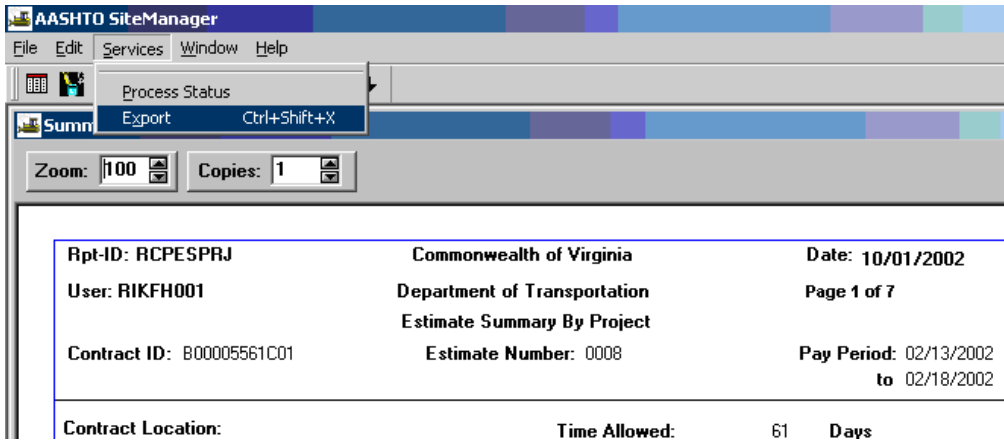 AASHTO SiteManager
File Edit Services Window Help
Process Status
Export Ctrl+Shift+X
Summ
Zoom: 100 Copies: 1
Rpt-ID: RCPESPRJ Commonwealth of Virginia Date: 10/01/2002
User: RIKFH001 Department of Transportation Page 1 of 7
Estimate Summary By Project
Contract ID: B00005561C01 Estimate Number: 0008 Pay Period: 02/13/2002
to 02/18/2002
Contract Location: Time Allowed: 61 Days